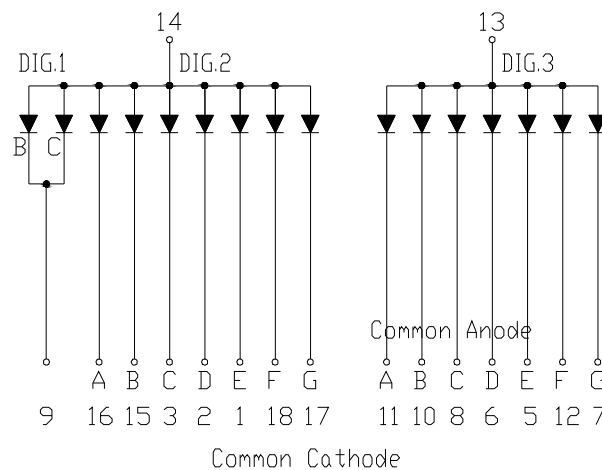 14 13
DIG.1 DIG.2 DIG.3
B C
Common Anode
A B C D E F G A B C D E F G
9 16 15 3 2 1 18 17 11 10 8 6 5 12 7
Common Cathode